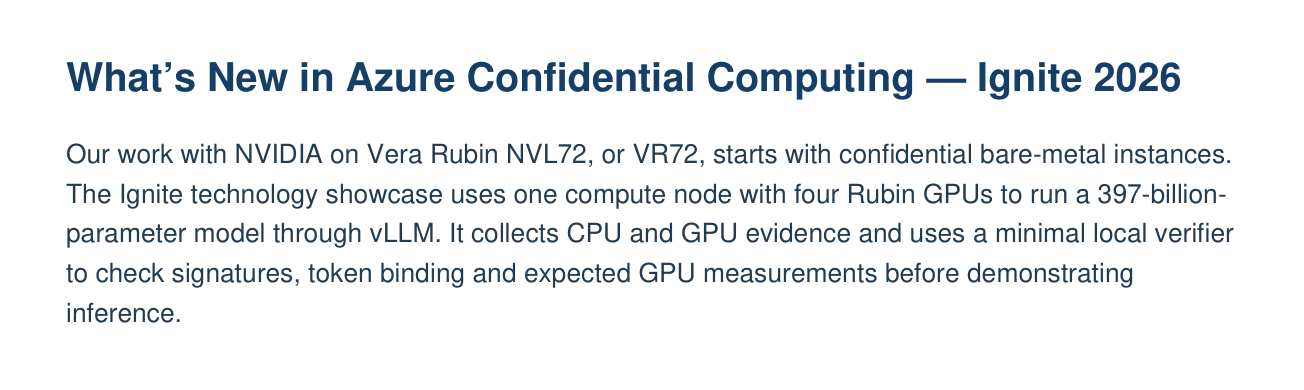 What’s New in Azure Confidential Computing — Ignite 2026
Our work with NVIDIA on Vera Rubin NVL72, or VR72, starts with confidential bare-metal instances.
The Ignite technology showcase uses one compute node with four Rubin GPUs to run a 397-billion-
parameter model through vLLM. It collects CPU and GPU evidence and uses a minimal local verifier
to check signatures, token binding and expected GPU measurements before demonstrating
inference.